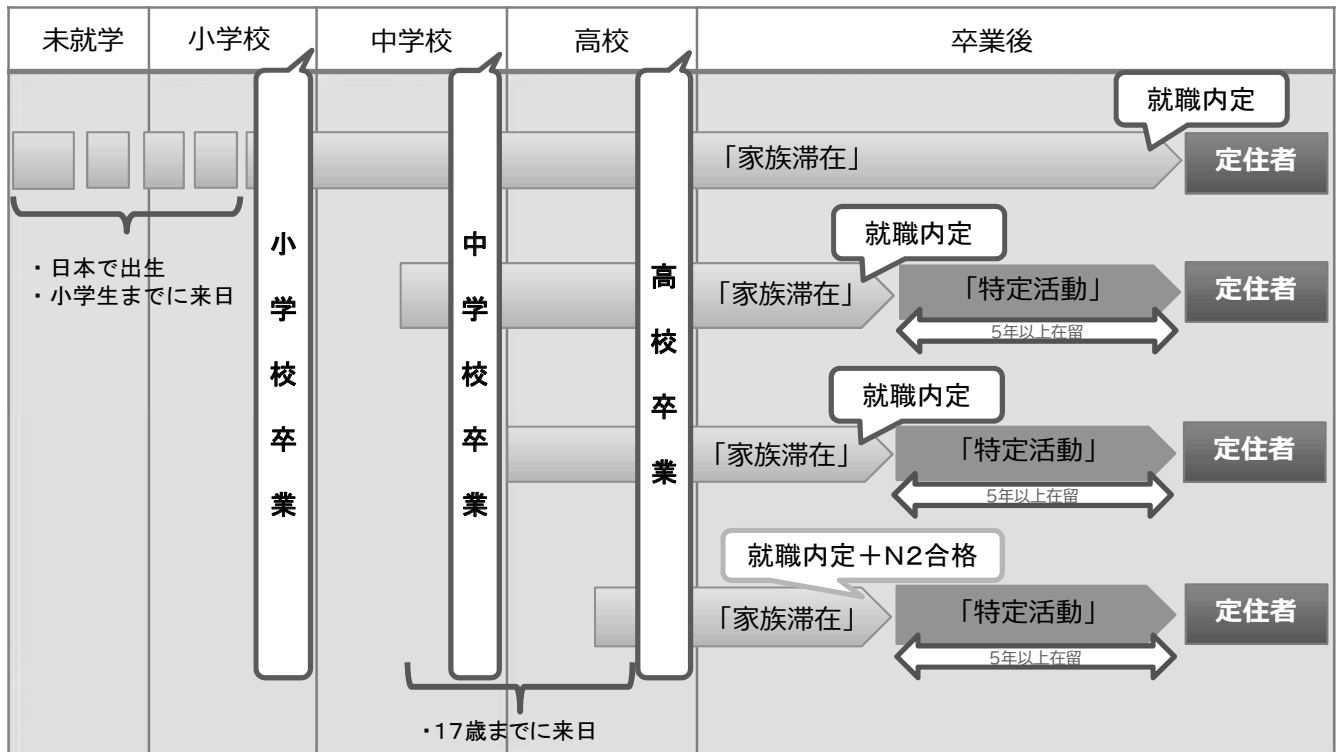 未就学
小学校
中学校
高校
卒業後
就職内定
「家族滞在」
定住者
・日本で出生
・小学生までに来日
小学校卒業
中学校卒業
高校卒業
就職内定
「家族滞在」
「特定活動」
定住者
5年以上在留
就職内定
「家族滞在」
「特定活動」
定住者
5年以上在留
就職内定+N2合格
「家族滞在」
「特定活動」
定住者
5年以上在留
・17歳までに来日